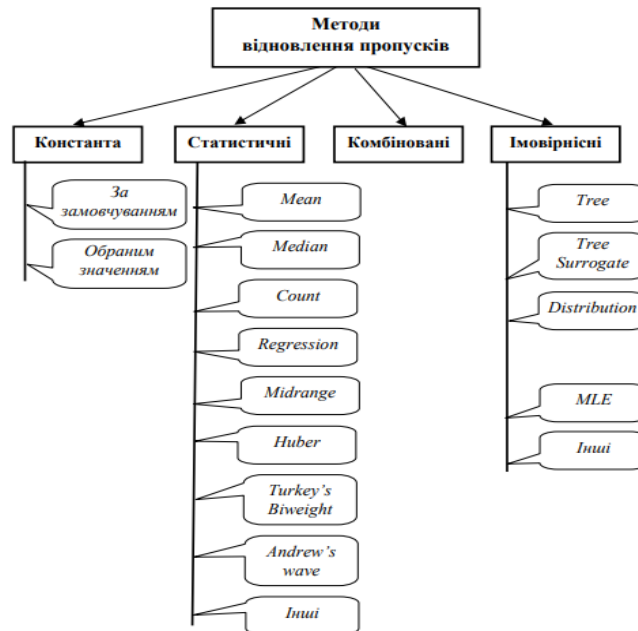 Методи
відновлення пропусків
Константа
Статистичні
Комбіновані
Імовірнісні
За
замовчуванням
Обраним
значенням
Mean
Median
Count
Regression
Midrange
Huber
Turkey's
Biweight
Andrew's
wave
Інші
Tree
Tree
Surrogate
Distribution
MLE
Інші